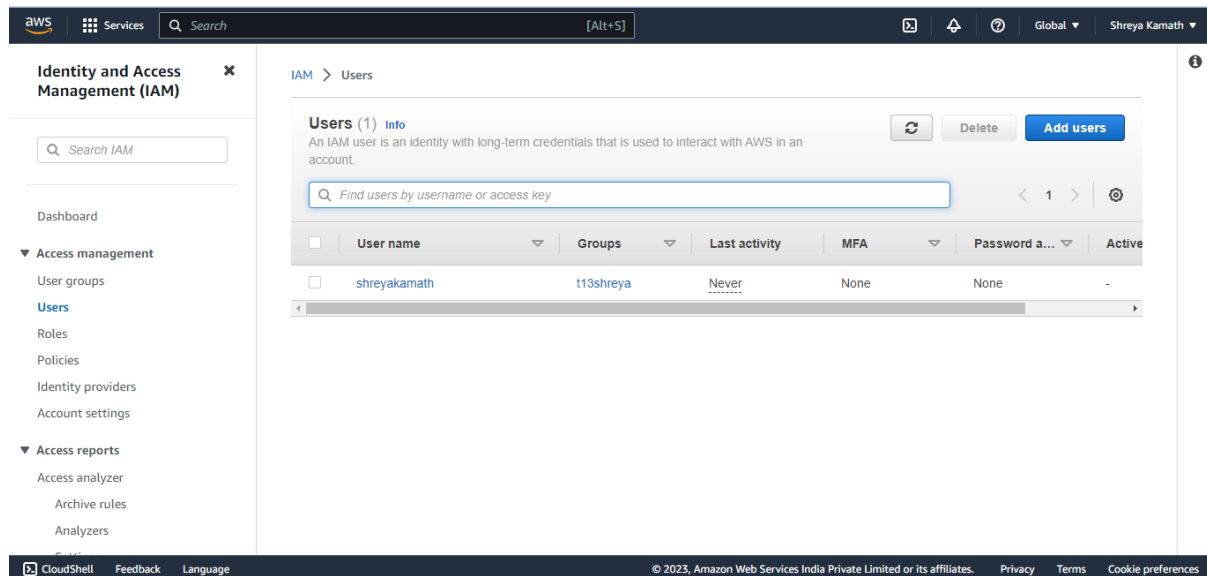 aws Services Search [Alt+S] Global Shreya Kamath
Identity and Access
Management (IAM)
Search IAM
Dashboard
Access management
User groups
Users
Roles
Policies
Identity providers
Account settings
Access reports
Access analyzer
Archive rules
Analyzers
IAM > Users
Users (1) Info
An IAM user is an identity with long-term credentials that is used to interact with AWS in an
account.
Delete
Add users
Find users by username or access key
< 1 >
User name Groups Last activity MFA Password a... Active
shreyakamath t13shreya Never None None -
CloudShell Feedback Language © 2023, Amazon Web Services India Private Limited or its affiliates. Privacy Terms Cookie preferences